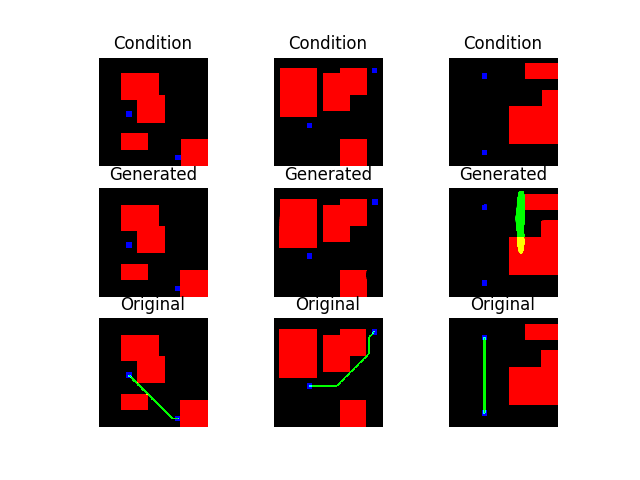 Condition Condition Condition
Generated Generated Generated
Original Original Original